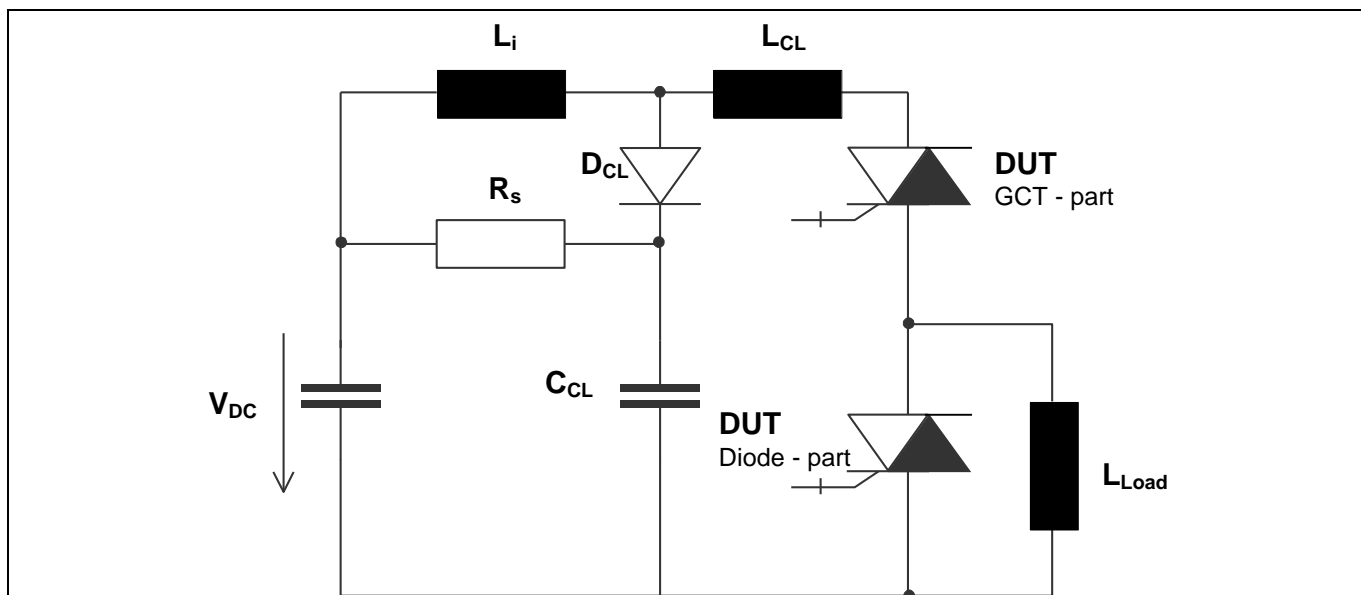 Li
LCL
DCL
DUT
GCT - part
Rs
VDC
CCL
DUT
Diode - part
LLoad